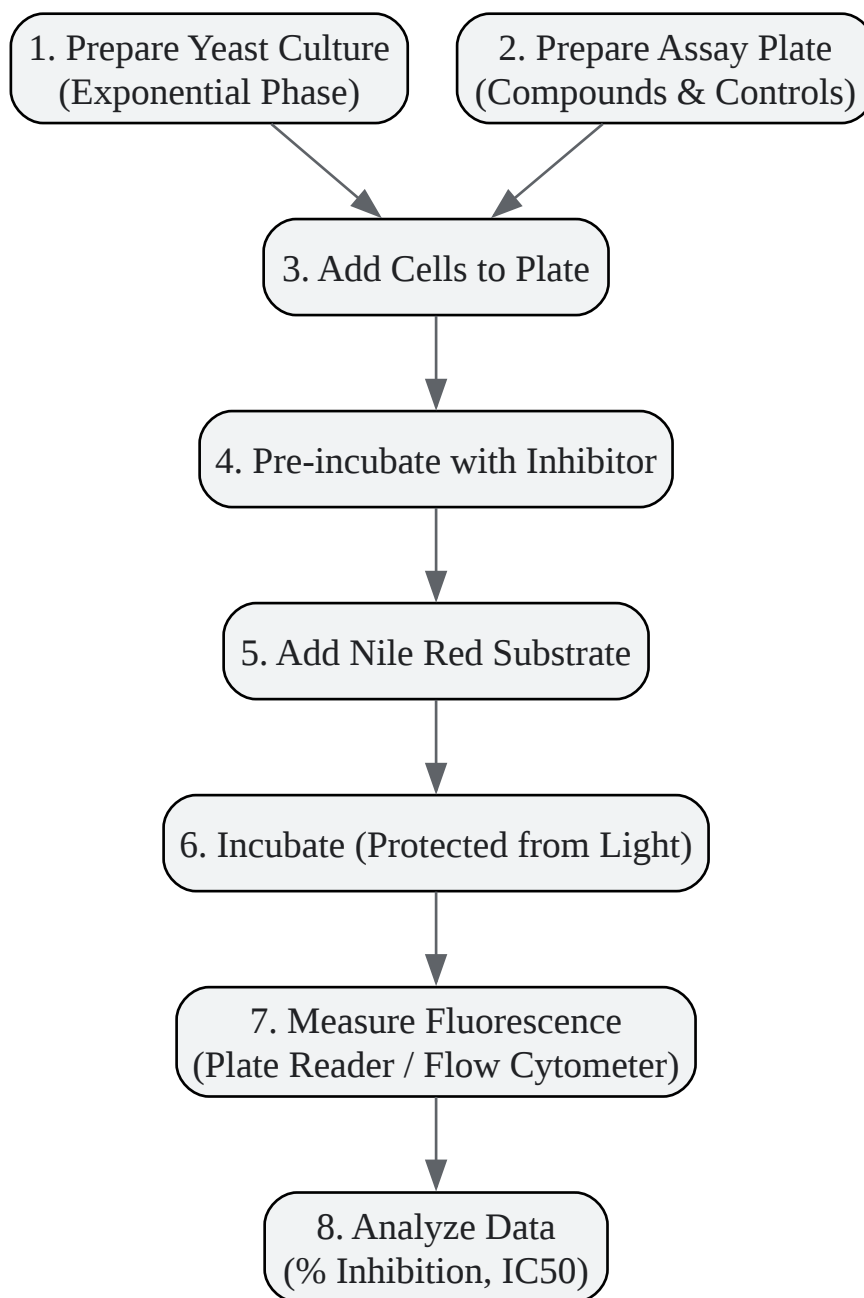 1. Prepare Yeast Culture
(Exponential Phase)
2. Prepare Assay Plate
(Compounds & Controls)
3. Add Cells to Plate
4. Pre-incubate with Inhibitor
5. Add Nile Red Substrate
6. Incubate (Protected from Light)
7. Measure Fluorescence
(Plate Reader / Flow Cytometer)
8. Analyze Data
(% Inhibition, IC50)